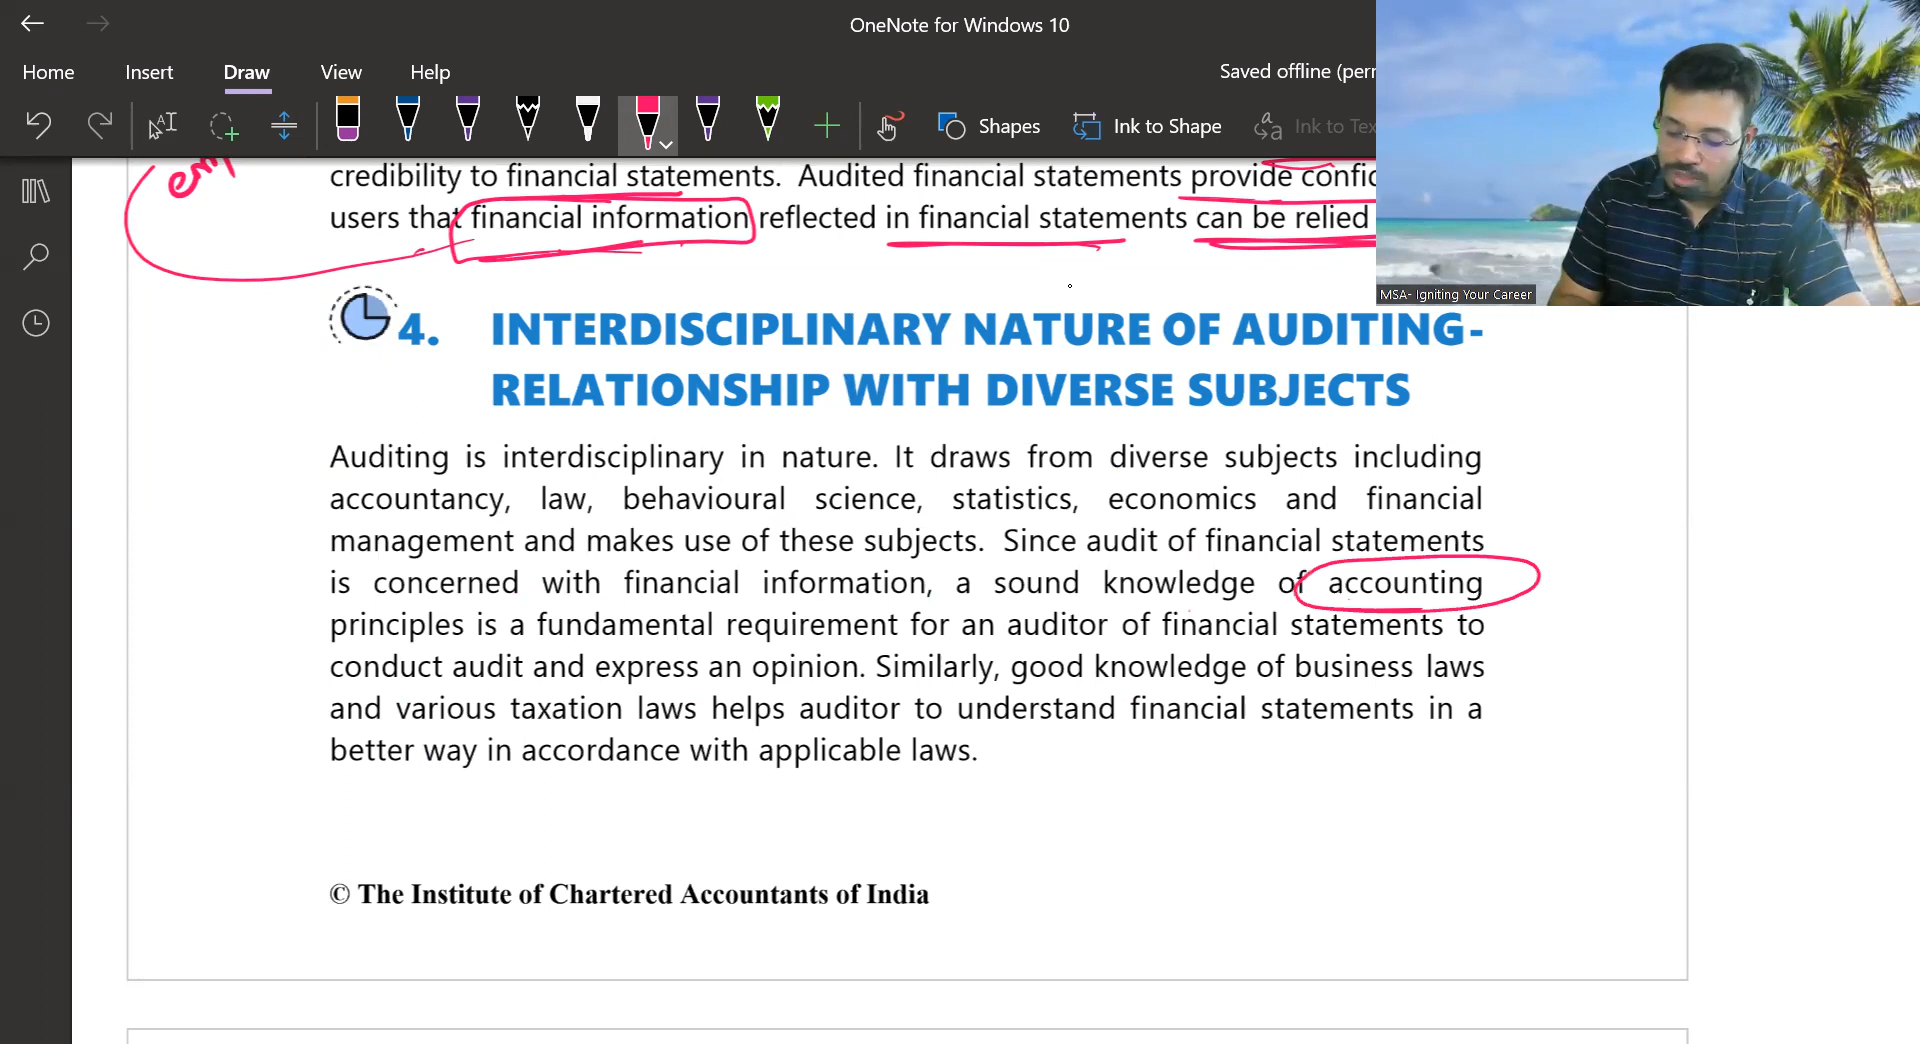 OneNote for Windows 10
Home Insert Draw View Help
Saved offline (per
Shapes Ink to Shape Ink to Tex
credibility to financial statements. Audited financial statements provide confid
users that financial information reflected in financial statements can be relied
MSA- Igniting Your Career
4. INTERDISCIPLINARY NATURE OF AUDITING-
RELATIONSHIP WITH DIVERSE SUBJECTS
Auditing is interdisciplinary in nature. It draws from diverse subjects including
accountancy, law, behavioural science, statistics, economics and financial
management and makes use of these subjects. Since audit of financial statements
is concerned with financial information, a sound knowledge of accounting
principles is a fundamental requirement for an auditor of financial statements to
conduct audit and express an opinion. Similarly, good knowledge of business laws
and various taxation laws helps auditor to understand financial statements in a
better way in accordance with applicable laws.
© The Institute of Chartered Accountants of India